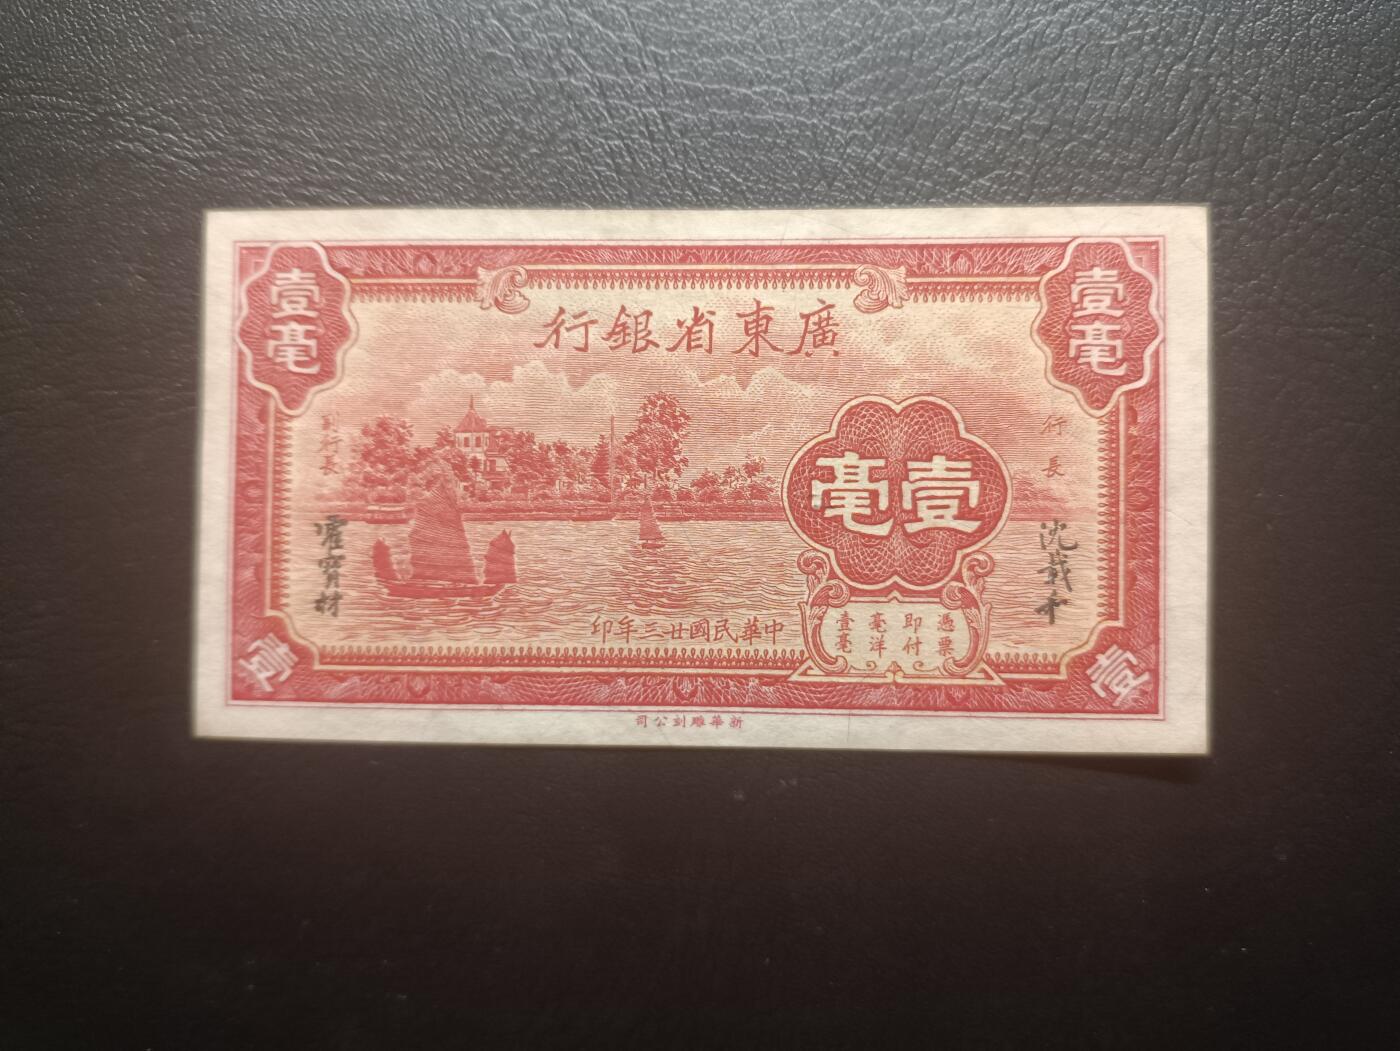 廣東省銀行
壹毫
壹毫
壹毫
行長
沈載和
副行長
霍寶材
憑票
即付
毫洋
壹毫
中華民國廿三年印
壹
壹
新華雕刻公司